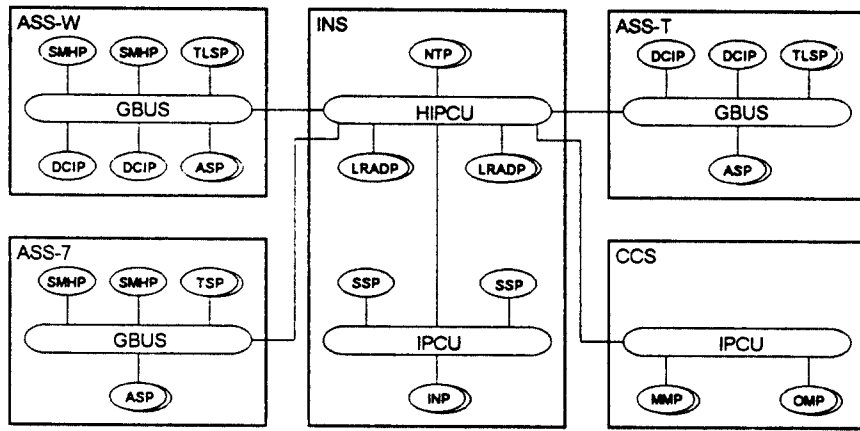 ASS-W
SMHP SMHP TLSP
GBUS
DCIP DCIP ASP
INS
NTP
HIPCU
LRADP LRADP
SSP SSP
IPCU
INP
ASS-T
DCIP DCIP TLSP
GBUS
ASP
ASS-7
SMHP SMHP TSP
GBUS
ASP
CCS
IPCU
MMP OMP